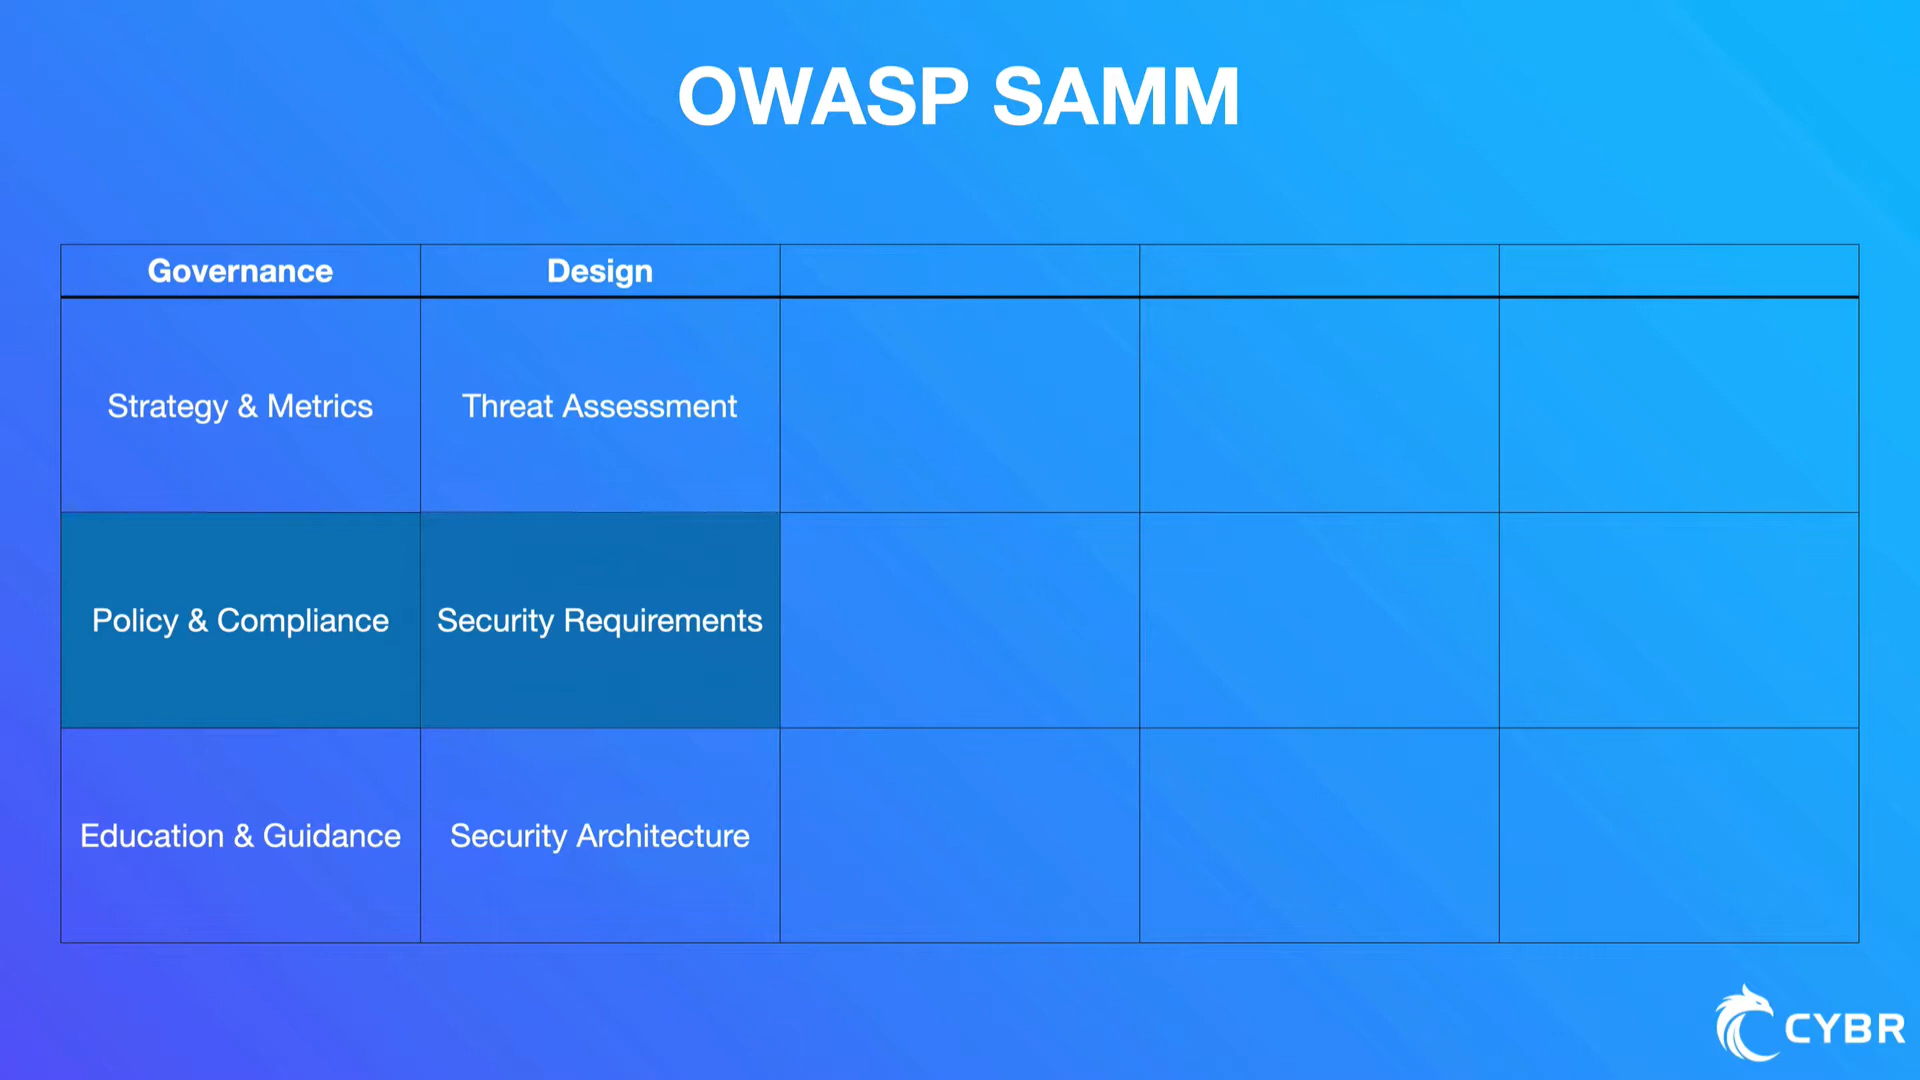 OWASP SAMM
Governance Design
Strategy & Metrics Threat Assessment
Policy & Compliance Security Requirements
Education & Guidance Security Architecture
CYBR